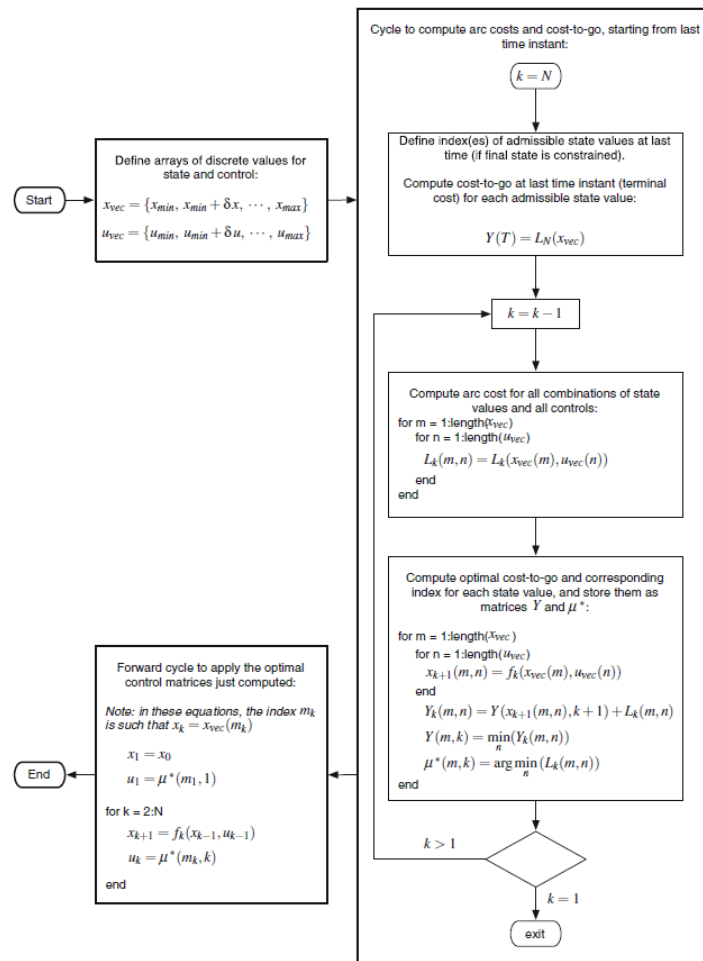 Start
Define arrays of discrete values for
state and control:
x_vec = {x_min, x_min + δx, ⋯ , x_max}
u_vec = {u_min, u_min + δu, ⋯ , u_max}
Cycle to compute arc costs and cost-to-go, starting from last
time instant:
k = N
Define index(es) of admissible state values at last
time (if final state is constrained).
Compute cost-to-go at last time instant (terminal
cost) for each admissible state value:
Y(T) = L_N(x_vec)
k = k − 1
Compute arc cost for all combinations of state
values and all controls:
for m = 1:length(x_vec)
for n = 1:length(u_vec)
L_k(m,n) = L_k(x_vec(m),u_vec(n))
end
end
Compute optimal cost-to-go and corresponding
index for each state value, and store them as
matrices Y and μ*:
for m = 1:length(x_vec)
for n = 1:length(u_vec)
x_{k+1}(m,n) = f_k(x_vec(m),u_vec(n))
end
Y_k(m,n) = Y(x_{k+1}(m,n),k+1) + L_k(m,n)
Y(m,k) = min_n(Y_k(m,n))
μ*(m,k) = arg min_n (L_k(m,n))
end
k > 1
k = 1
exit
Forward cycle to apply the optimal
control matrices just computed:
Note: in these equations, the index m_k
is such that x_k = x_vec(m_k)
x_1 = x_0
u_1 = μ*(m_1,1)
for k = 2:N
x_{k+1} = f_k(x_{k−1},u_{k−1})
u_k = μ*(m_k,k)
end
End